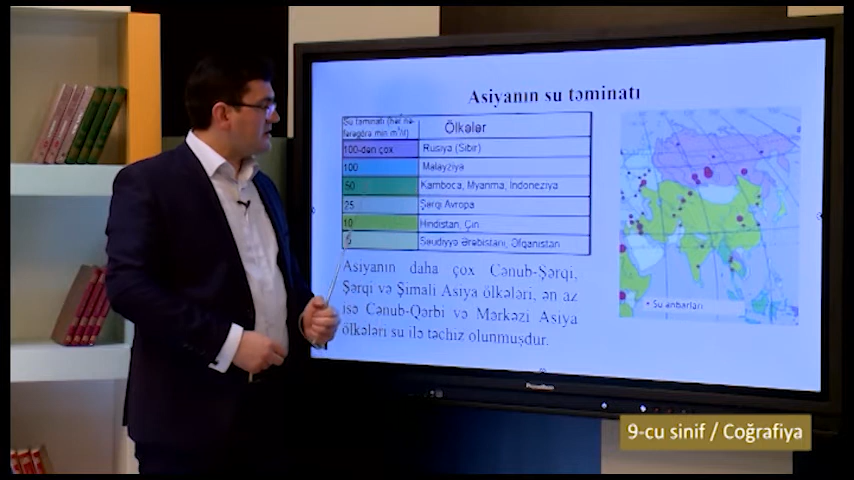 Asiyanın su təminatı
Su təminatı (hər nə-
fərəgörə min m³/il)
Ölkələr
100-dən çox
Rusiya (Sibir)
100
Malayziya
50
Kamboca, Myanma, İndoneziya
25
Şərqi Avropa
10
Hindistan, Çin
5
Səudiyyə Ərəbistanı, Əfqanıstan
Asiyanın daha çox Cənub-Şərqi,
Şərqi və Şimali Asiya ölkələri, ən az
isə Cənub-Qərbi və Mərkəzi Asiya
ölkələri su ilə təchiz olunmuşdur.
Su anbarları
9-cu sinif / Coğrafiya